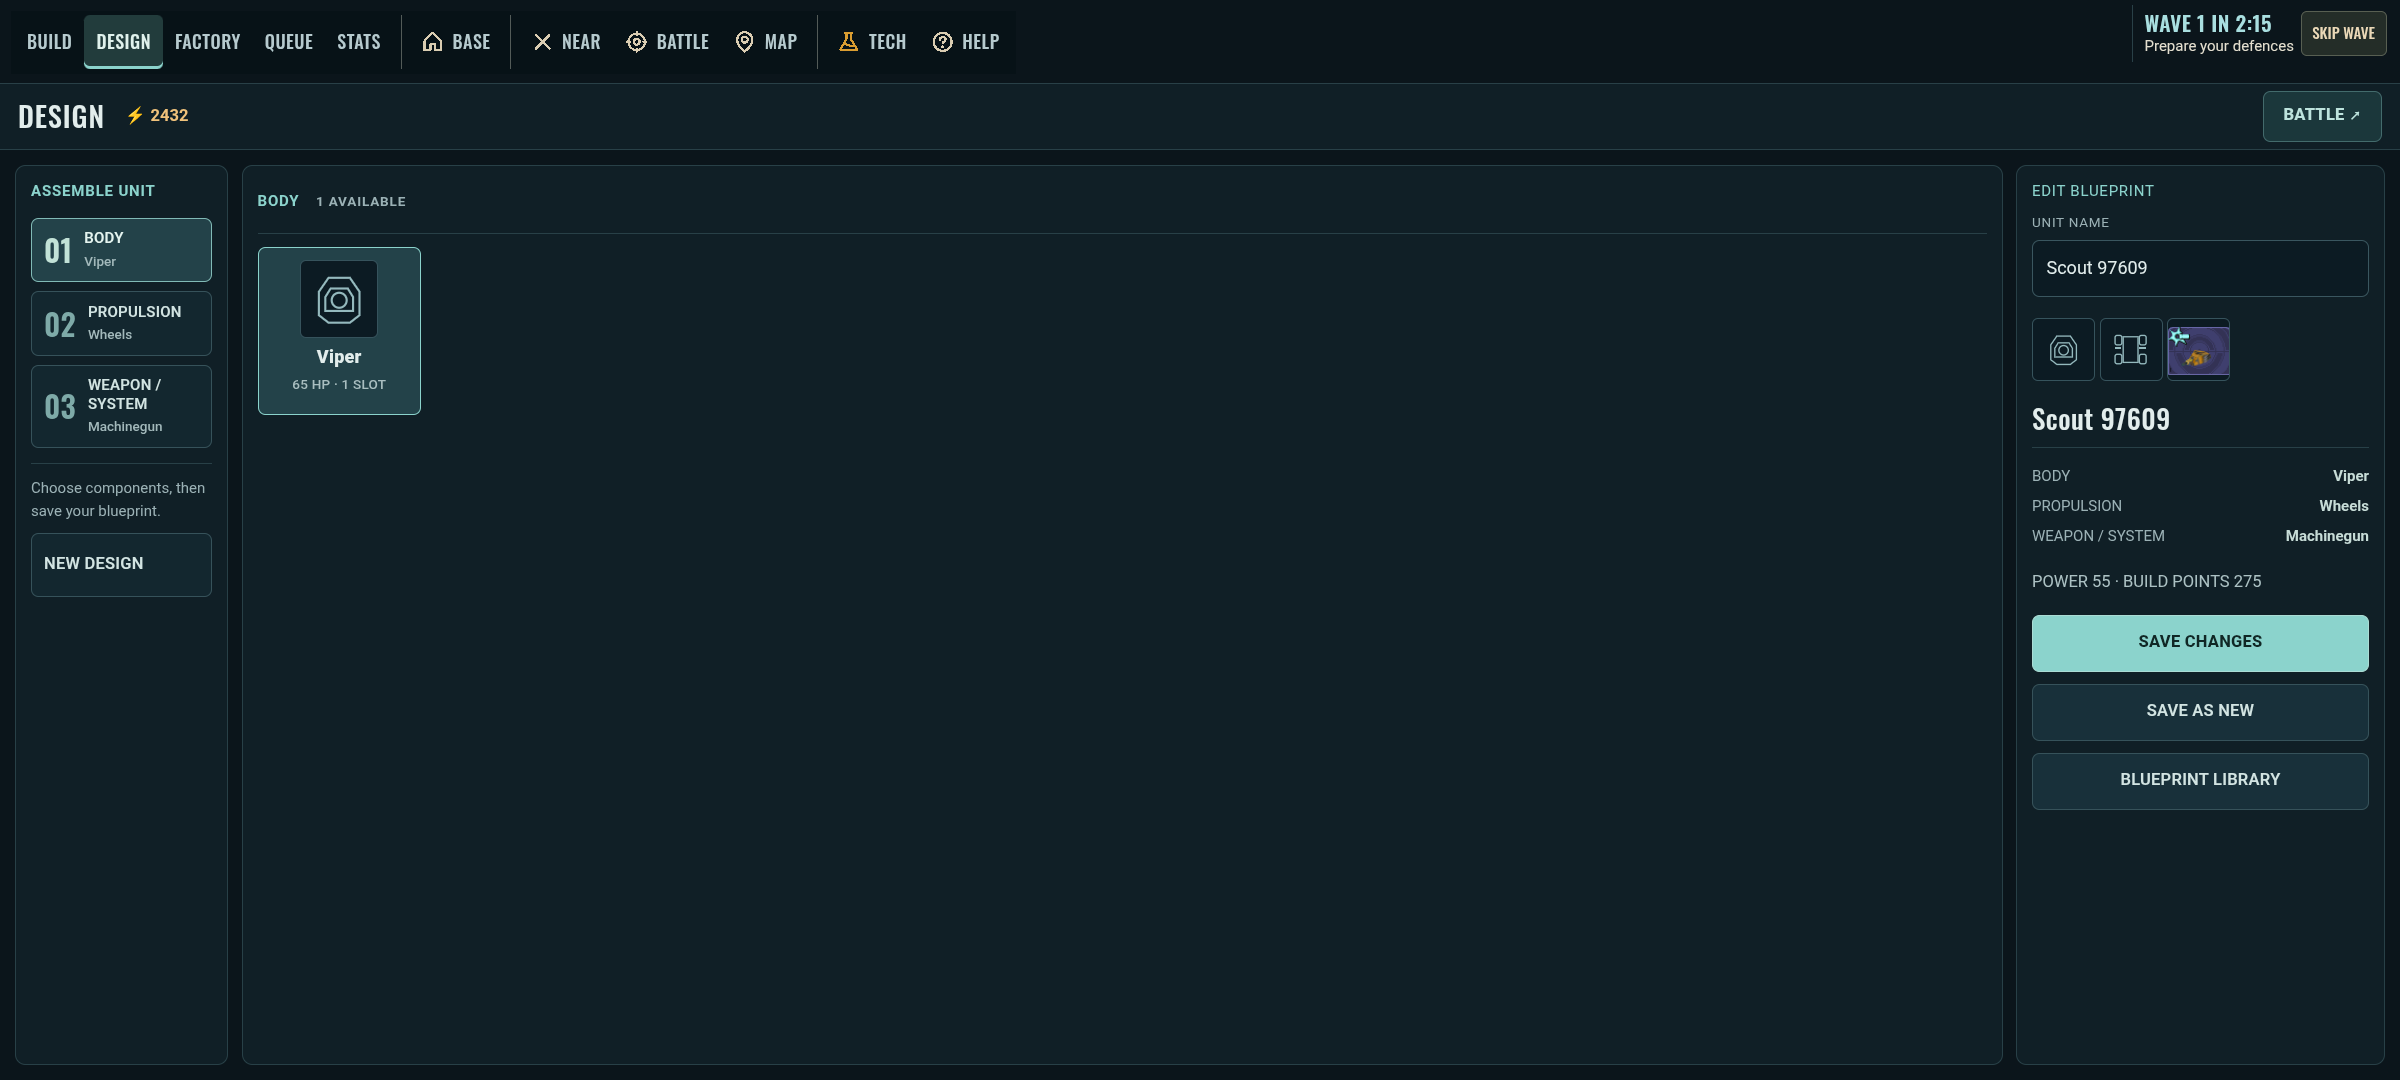 BUILD
DESIGN
FACTORY
QUEUE
STATS
BASE
NEAR
BATTLE
MAP
TECH
HELP
WAVE 1 IN 2:15
Prepare your defences
SKIP WAVE
DESIGN
⚡ 2432
BATTLE ↗
ASSEMBLE UNIT
01
BODY
Viper
02
PROPULSION
Wheels
03
WEAPON /
SYSTEM
Machinegun
Choose components, then
save your blueprint.
NEW DESIGN
BODY 1 AVAILABLE
Viper
65 HP · 1 SLOT
EDIT BLUEPRINT
UNIT NAME
Scout 97609
Scout 97609
BODY Viper
PROPULSION Wheels
WEAPON / SYSTEM Machinegun
POWER 55 · BUILD POINTS 275
SAVE CHANGES
SAVE AS NEW
BLUEPRINT LIBRARY